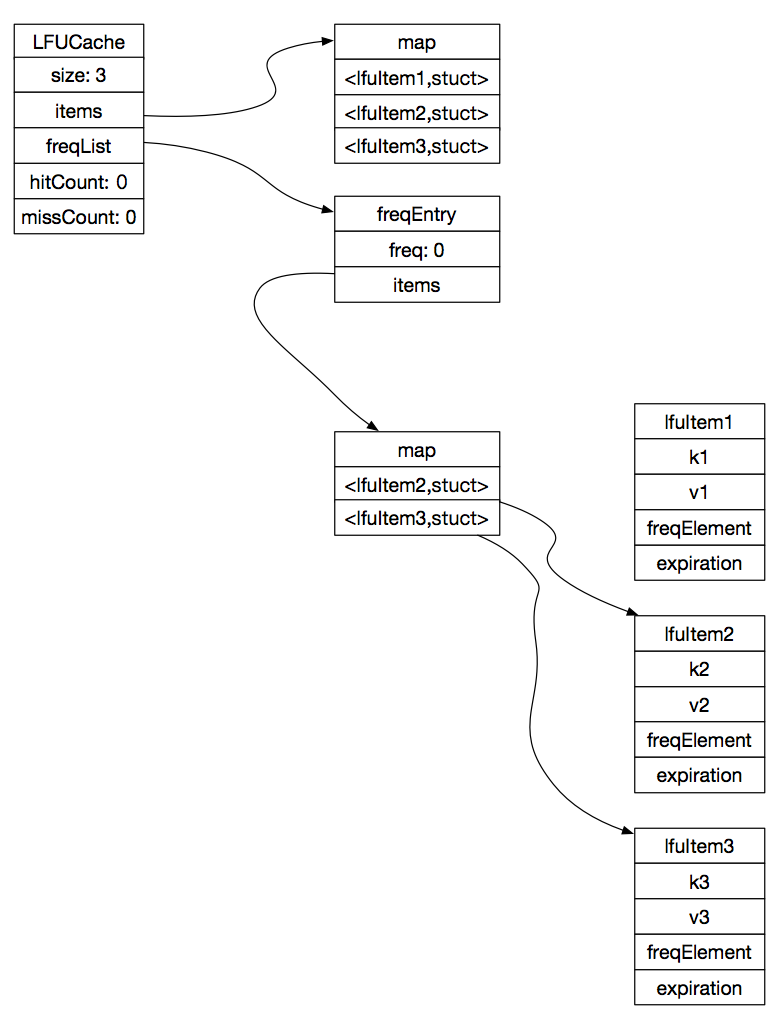 LFUCache
size: 3
items
freqList
hitCount: 0
missCount: 0
map
<lfuItem1,stuct>
<lfuItem2,stuct>
<lfuItem3,stuct>
freqEntry
freq: 0
items
map
<lfuItem2,stuct>
<lfuItem3,stuct>
lfuItem1
k1
v1
freqElement
expiration
lfuItem2
k2
v2
freqElement
expiration
lfuItem3
k3
v3
freqElement
expiration